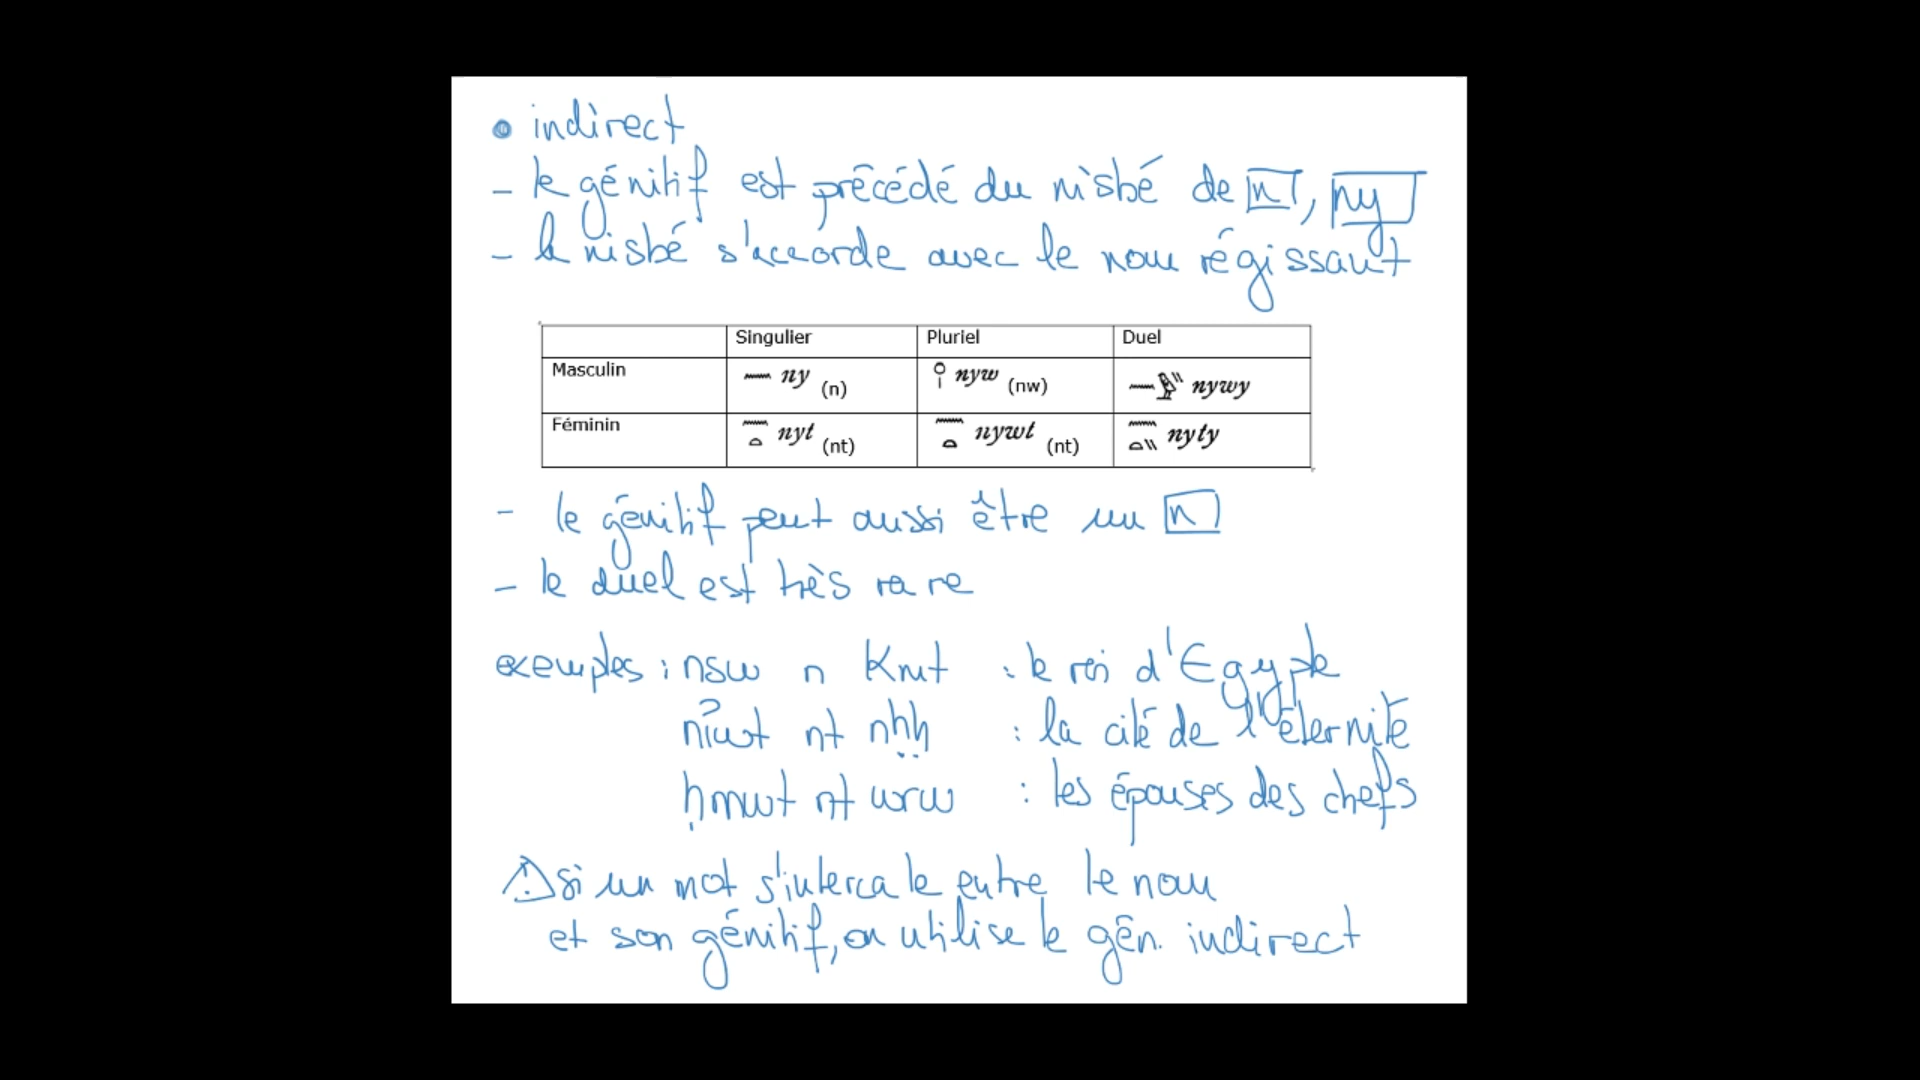 • indirect
- le génitif est précédé du nisbé de n, ny
- le nisbé s'accorde avec le nom régissant
Singulier Pluriel Duel
Masculin ny (n) nyw (nw) nywy
Féminin nyt (nt) nywt (nt) nyty
- le génitif peut aussi être un n
- le duel est très rare
exemples : nsw n Kmt : le roi d'Egypte
nỉwt nt nḥḥ : la cité de l'éternité
ḥmwt nt wrw : les épouses des chefs
⚠ si un mot s'intercale entre le nom
et son génitif, on utilise le gén. indirect